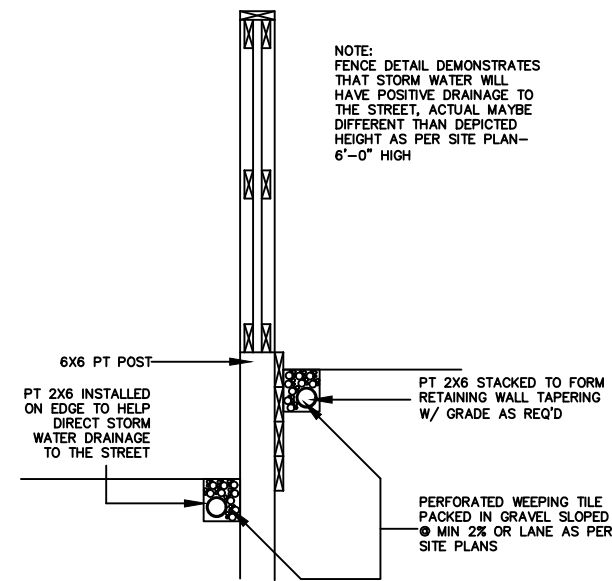 NOTE:
FENCE DETAIL DEMONSTRATES
THAT STORM WATER WILL
HAVE POSITIVE DRAINAGE TO
THE STREET, ACTUAL MAYBE
DIFFERENT THAN DEPICTED
HEIGHT AS PER SITE PLAN-
6'-0" HIGH
6X6 PT POST
PT 2X6 INSTALLED
ON EDGE TO HELP
DIRECT STORM
WATER DRAINAGE
TO THE STREET
PT 2X6 STACKED TO FORM
RETAINING WALL TAPERING
W/ GRADE AS REQ'D
PERFORATED WEEPING TILE
PACKED IN GRAVEL SLOPED
@ MIN 2% OR LANE AS PER
SITE PLANS